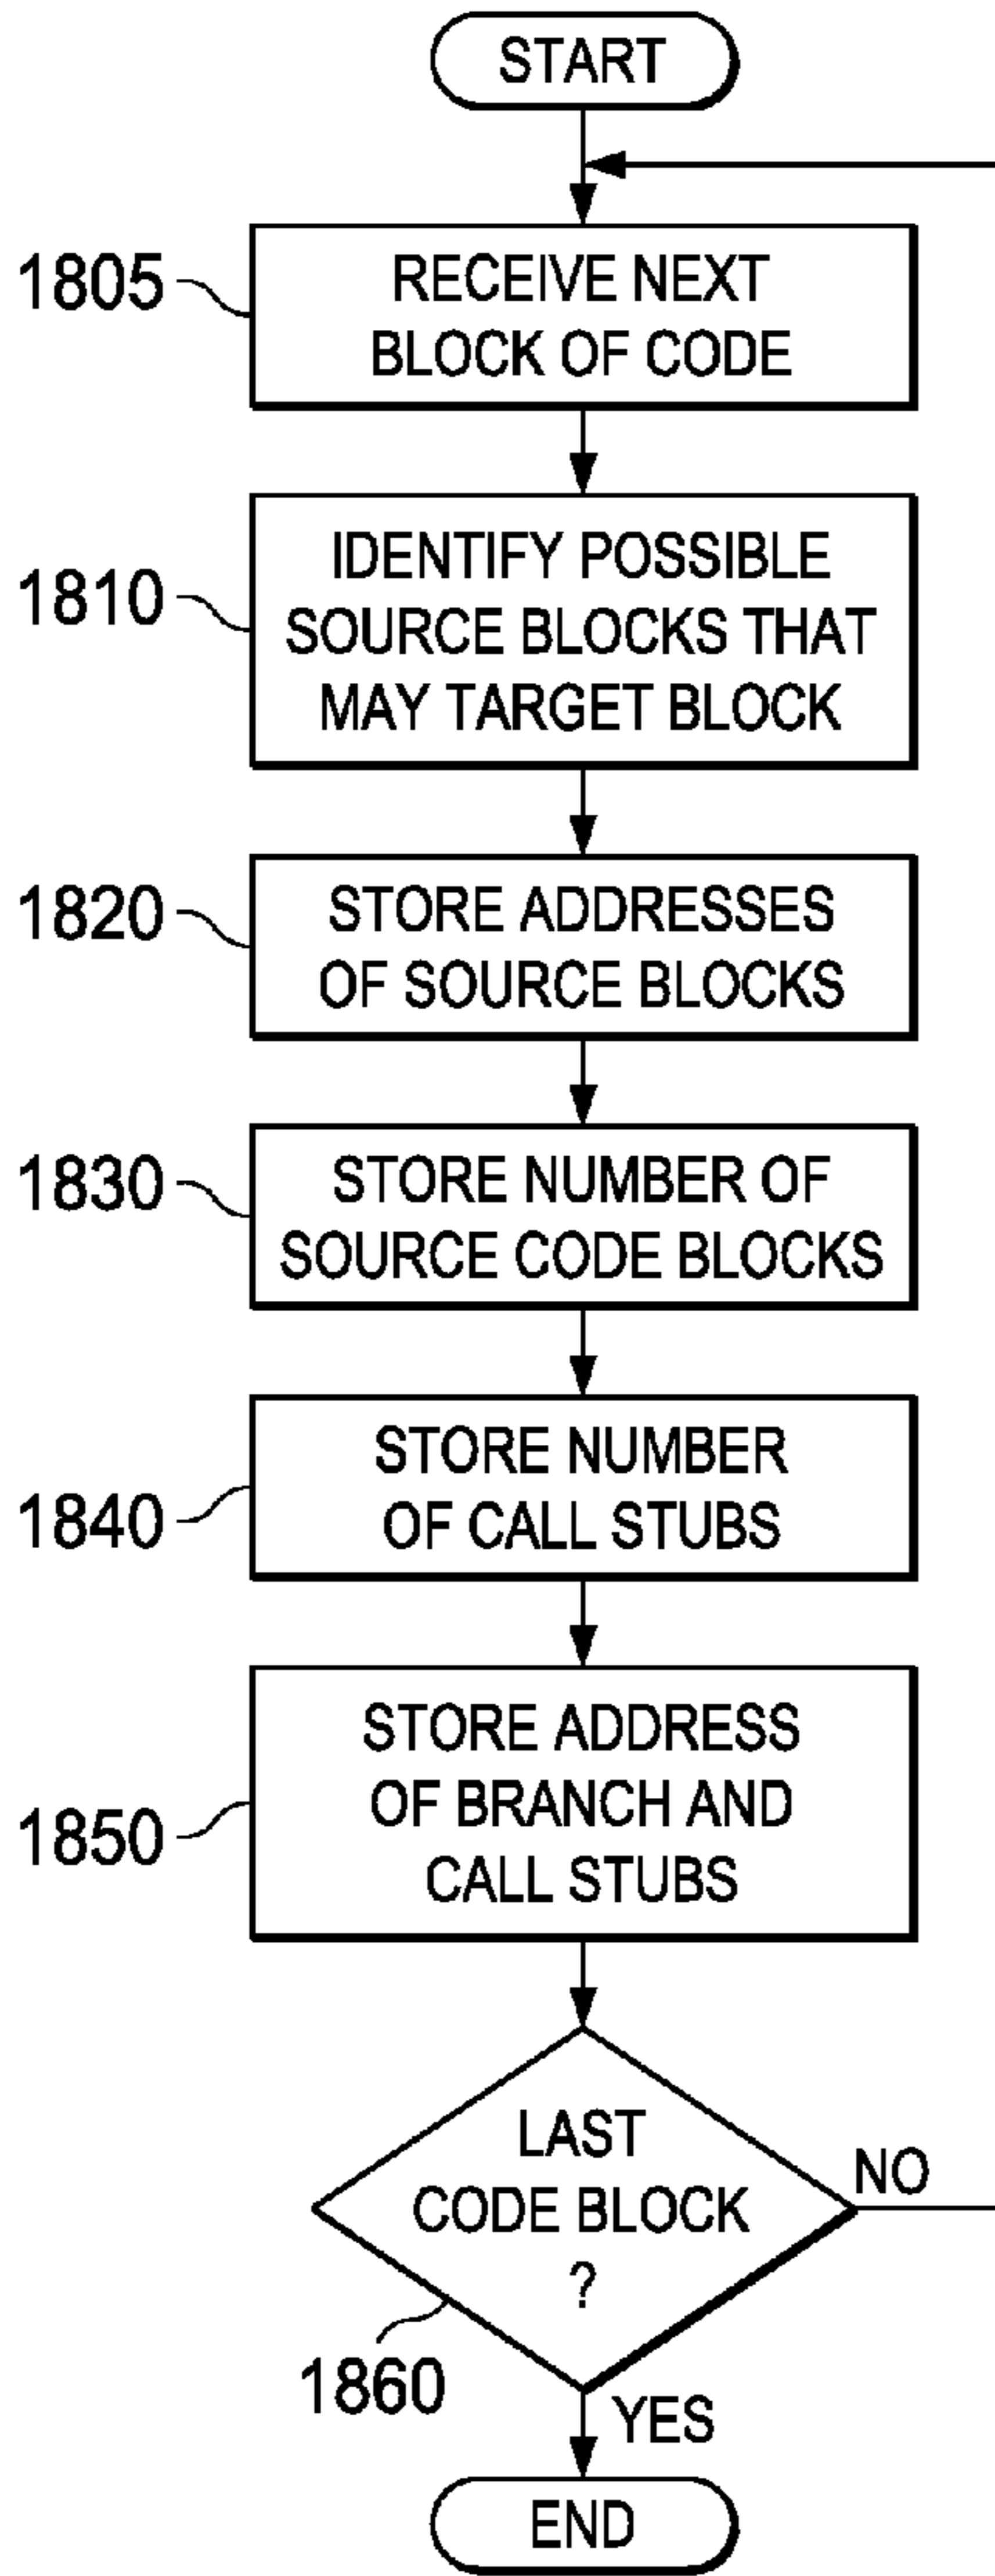 START
1805
RECEIVE NEXT
BLOCK OF CODE
1810
IDENTIFY POSSIBLE
SOURCE BLOCKS THAT
MAY TARGET BLOCK
1820
STORE ADDRESSES
OF SOURCE BLOCKS
1830
STORE NUMBER OF
SOURCE CODE BLOCKS
1840
STORE NUMBER
OF CALL STUBS
1850
STORE ADDRESS
OF BRANCH AND
CALL STUBS
LAST
CODE BLOCK
?
NO
1860
YES
END